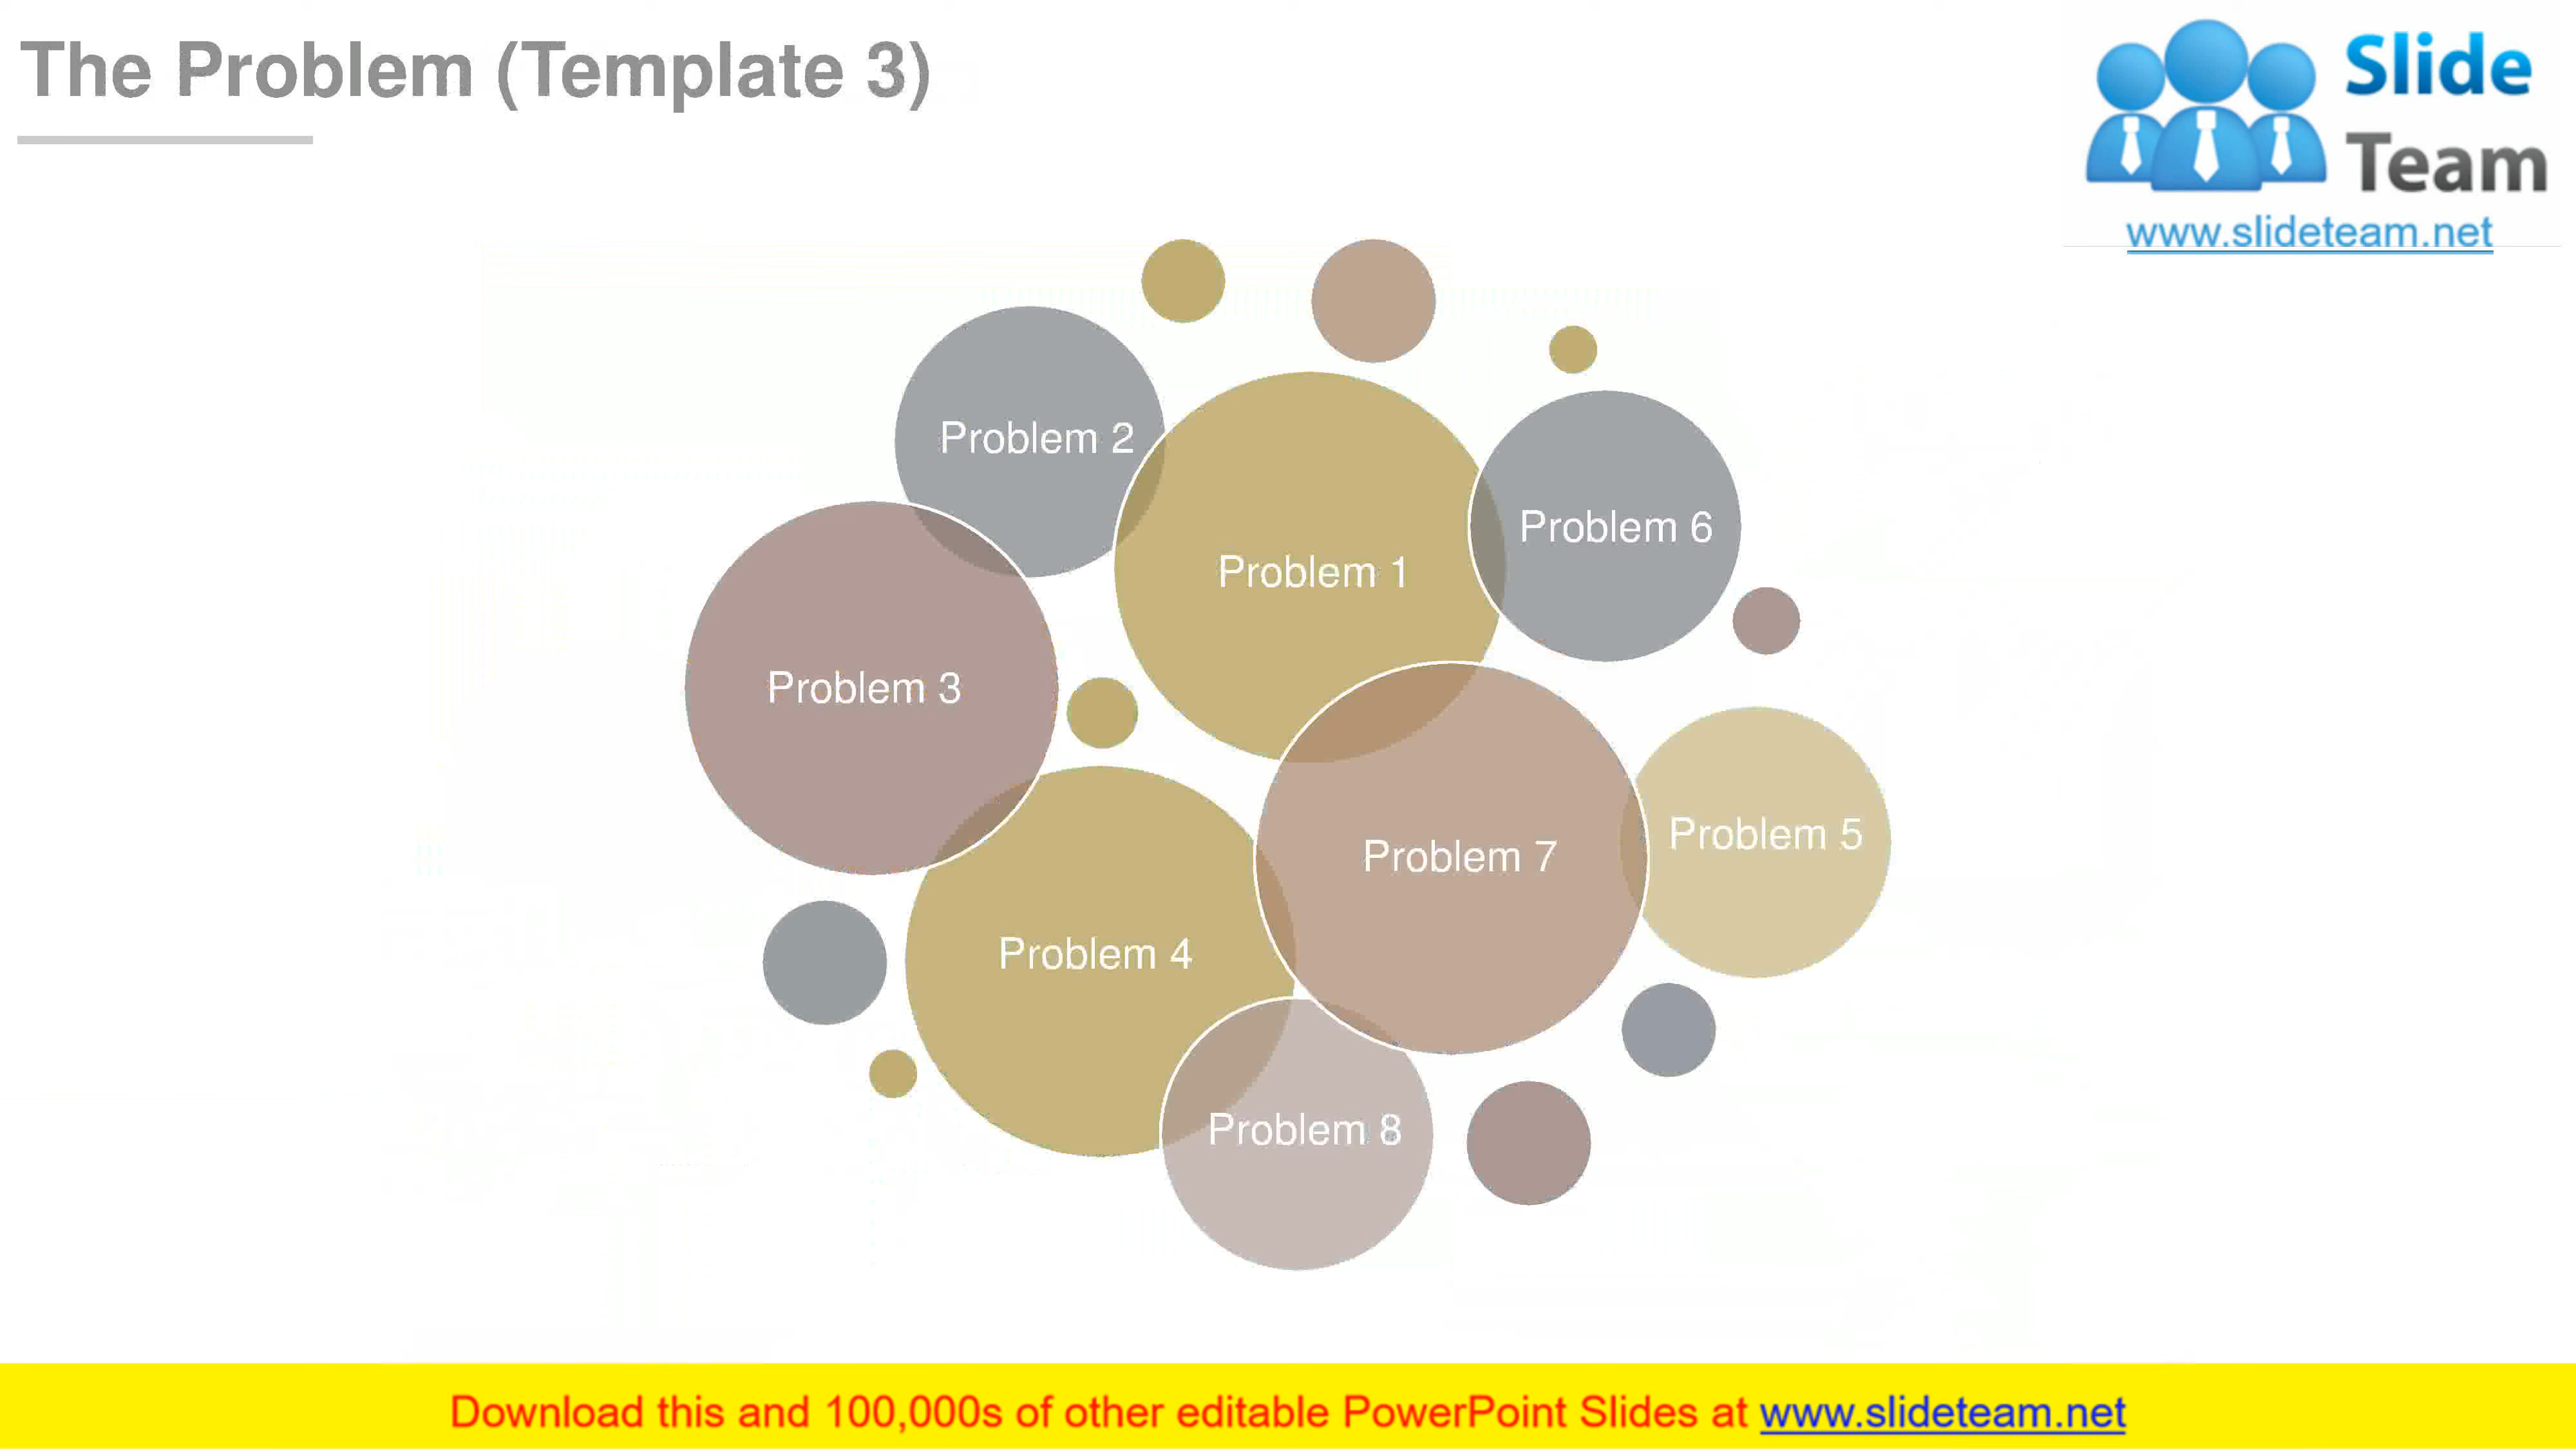 The Problem (Template 3)
Slide
Team
www.slideteam.net
Problem 2
Problem 6
Problem 1
Problem 3
Problem 5
Problem 7
Problem 4
Problem 8
Download this and 100,000s of other editable PowerPoint Slides at www.slideteam.net